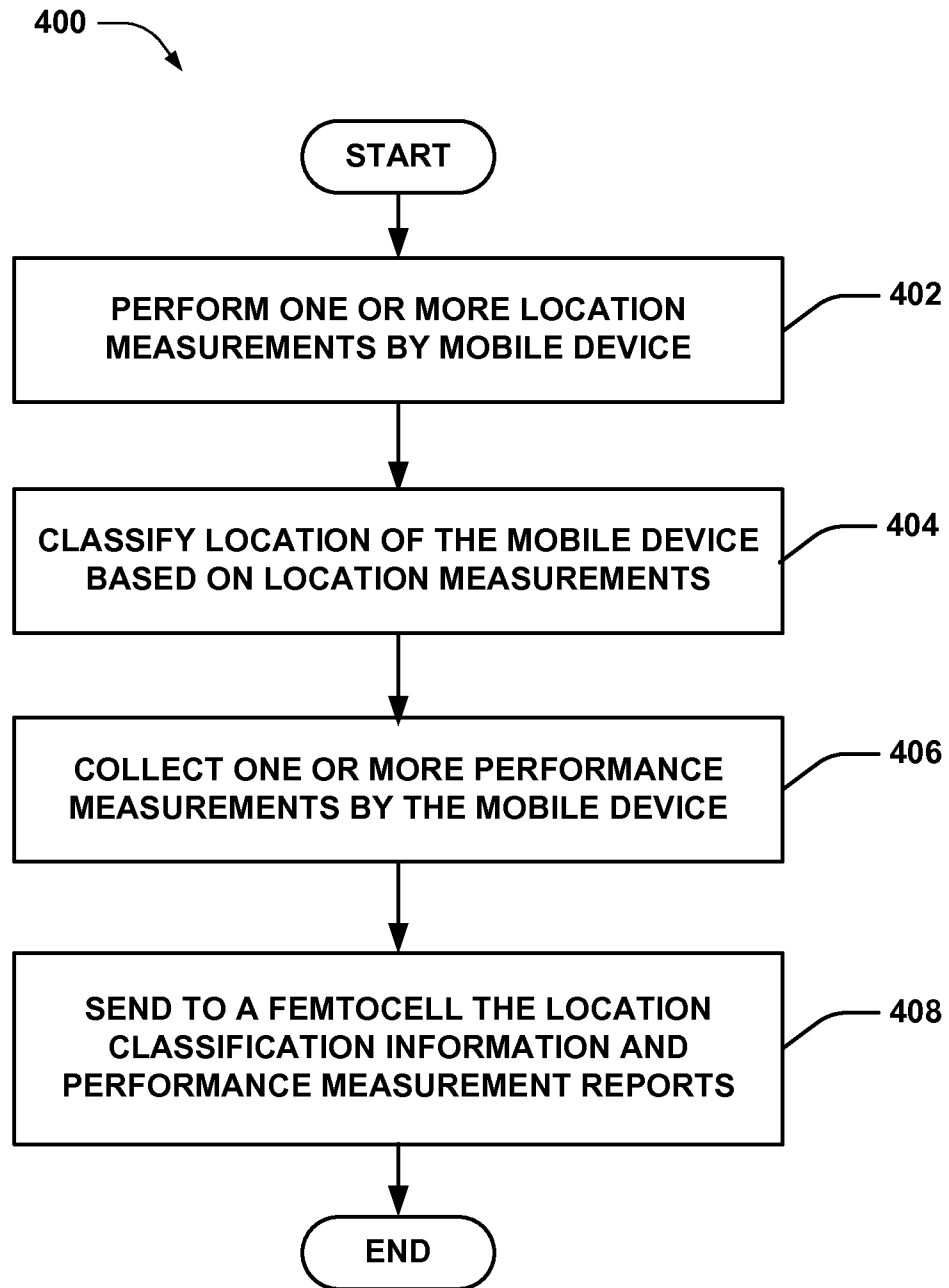 400
START
PERFORM ONE OR MORE LOCATION
MEASUREMENTS BY MOBILE DEVICE
402
CLASSIFY LOCATION OF THE MOBILE DEVICE
BASED ON LOCATION MEASUREMENTS
404
COLLECT ONE OR MORE PERFORMANCE
MEASUREMENTS BY THE MOBILE DEVICE
406
SEND TO A FEMTOCELL THE LOCATION
CLASSIFICATION INFORMATION AND
PERFORMANCE MEASUREMENT REPORTS
408
END